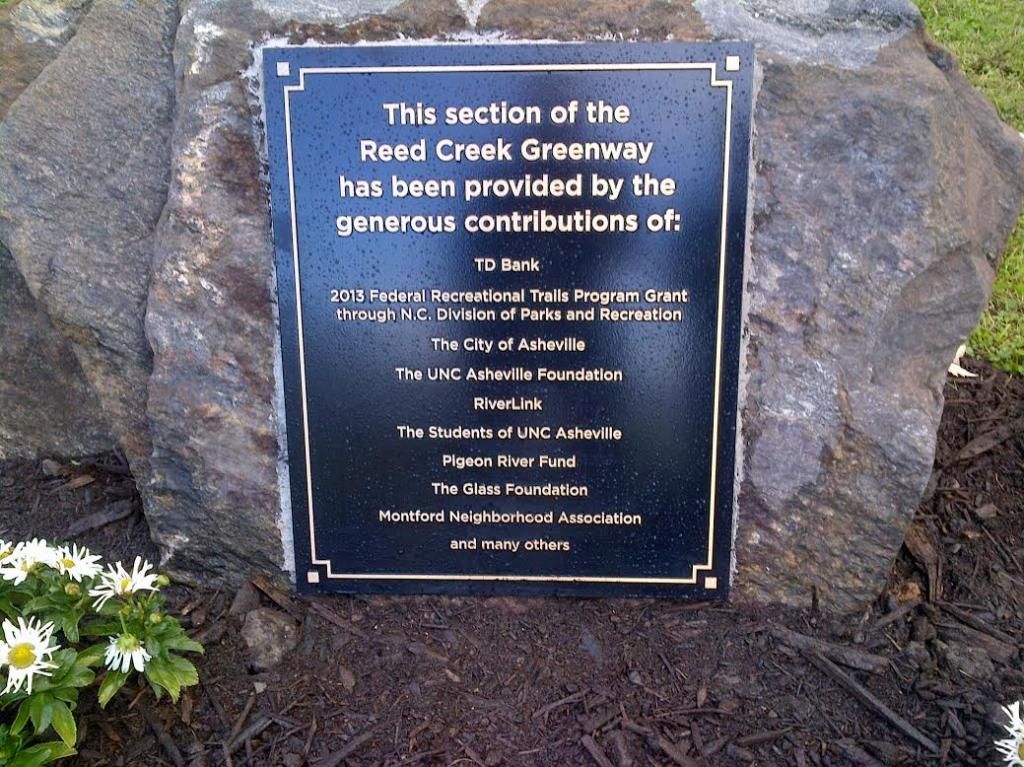 This section of the
Reed Creek Greenway
has been provided by the
generous contributions of:
TD Bank
2013 Federal Recreational Trails Program Grant
through N.C. Division of Parks and Recreation
The City of Asheville
The UNC Asheville Foundation
RiverLink
The Students of UNC Asheville
Pigeon River Fund
The Glass Foundation
Montford Neighborhood Association
and many others